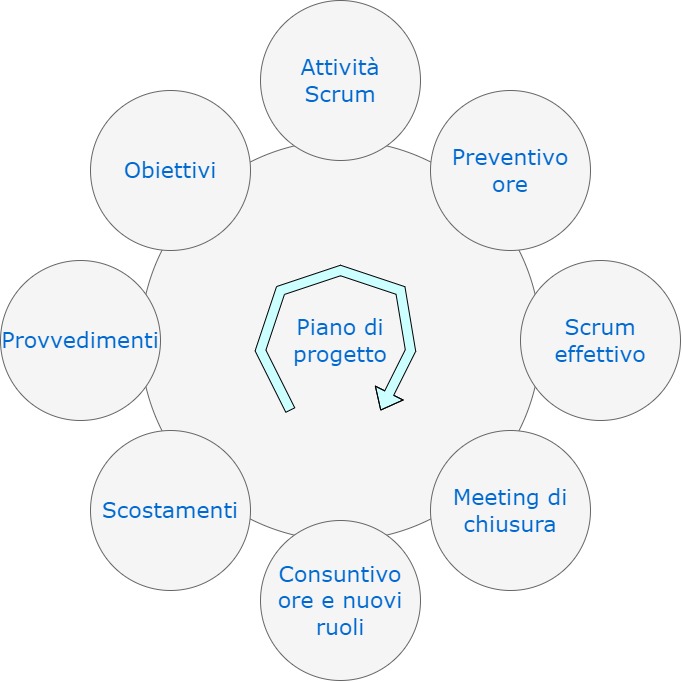 Attività
Scrum
Preventivo
ore
Scrum
effettivo
Meeting di
chiusura
Consuntivo
ore e nuovi
ruoli
Scostamenti
Provvedimenti
Obiettivi
Piano di
progetto